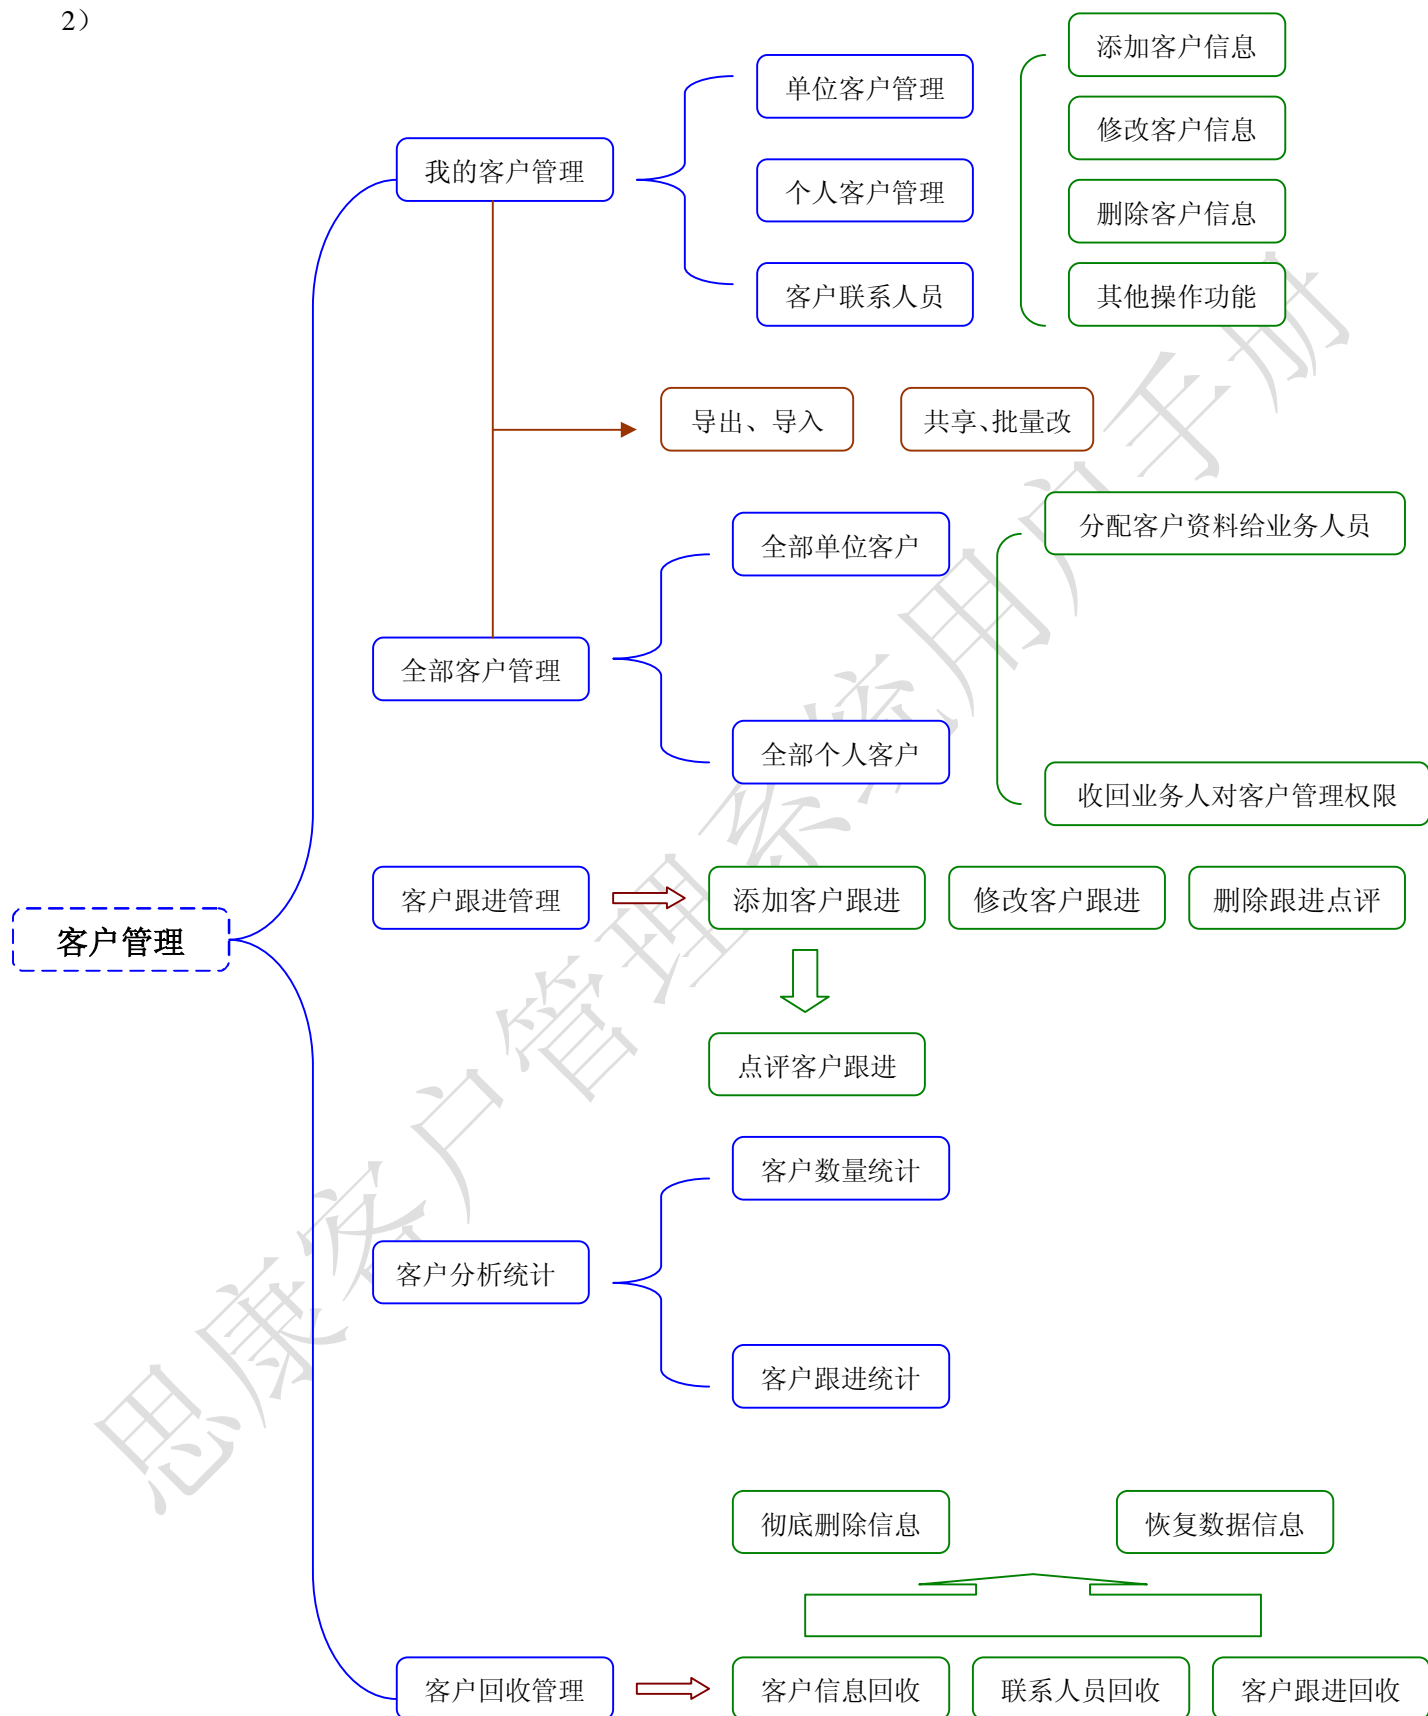 2）
添加客户信息
单位客户管理
修改客户信息
我的客户管理
个人客户管理
删除客户信息
客户联系人员
其他操作功能
导出、导入
共享、批量改
分配客户资料给业务人员
全部单位客户
全部客户管理
全部个人客户
收回业务人对客户管理权限
客户跟进管理
添加客户跟进
修改客户跟进
删除跟进点评
客户管理
点评客户跟进
客户数量统计
客户分析统计
客户跟进统计
彻底删除信息
恢复数据信息
客户回收管理
客户信息回收
联系人员回收
客户跟进回收
思康客户管理系统用户手册